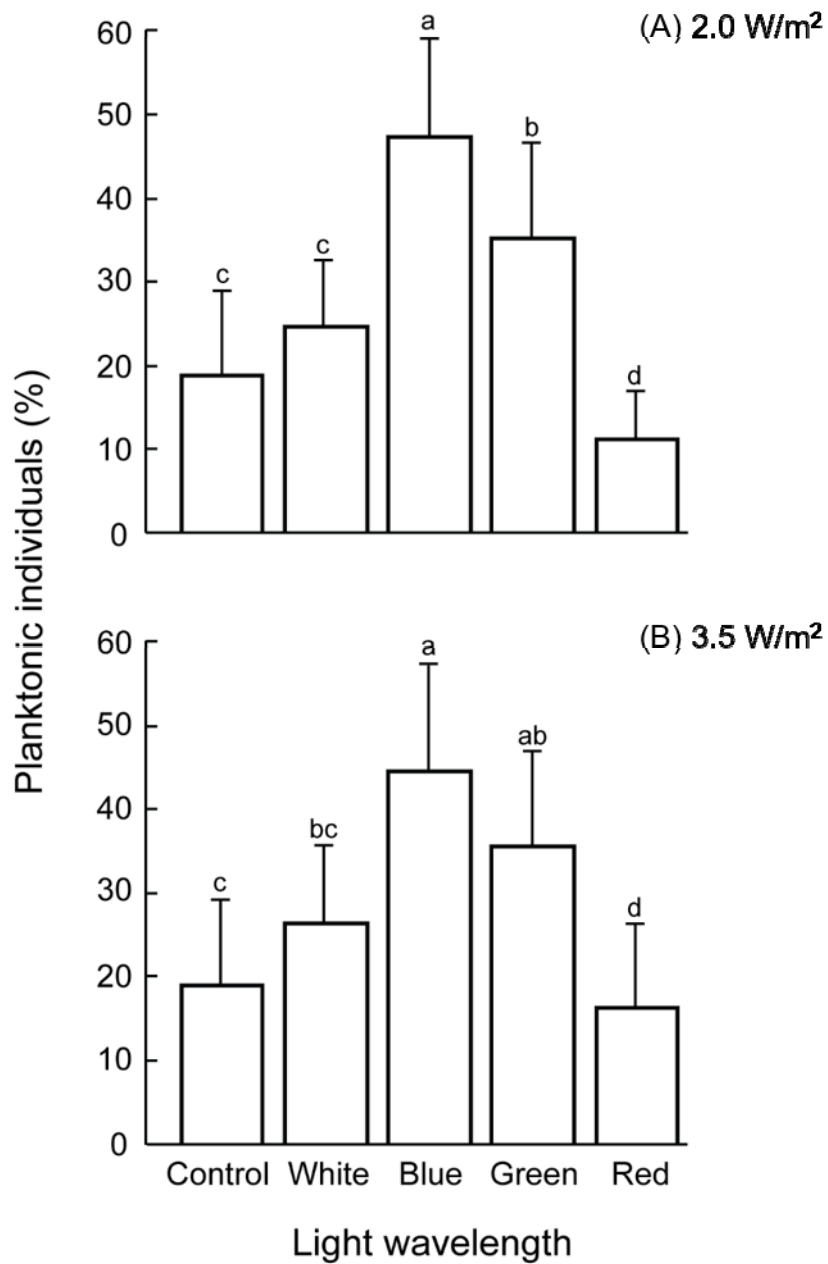 (A) 2.0 W/m²
60
50
40
30
20
10
0
a
b
c
c
d
Planktonic individuals (%)
(B) 3.5 W/m²
60
50
40
30
20
10
0
a
ab
bc
c
d
Control White Blue Green Red
Light wavelength